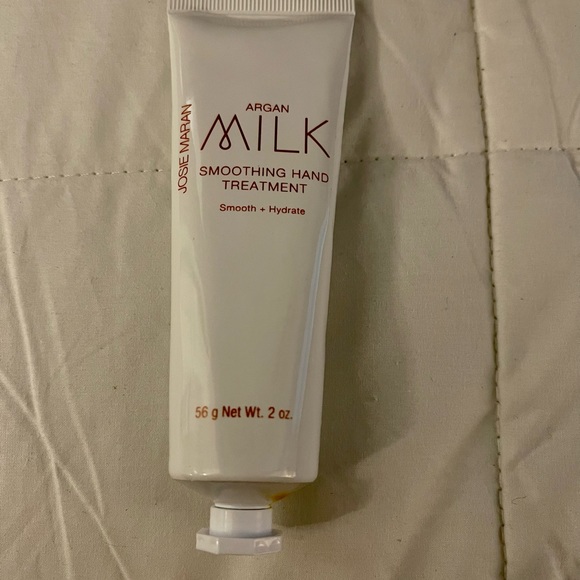 ARGAN
MILK
JOSIE MARAN
SMOOTHING HAND
TREATMENT
Smooth + Hydrate
56 g Net Wt. 2 oz.